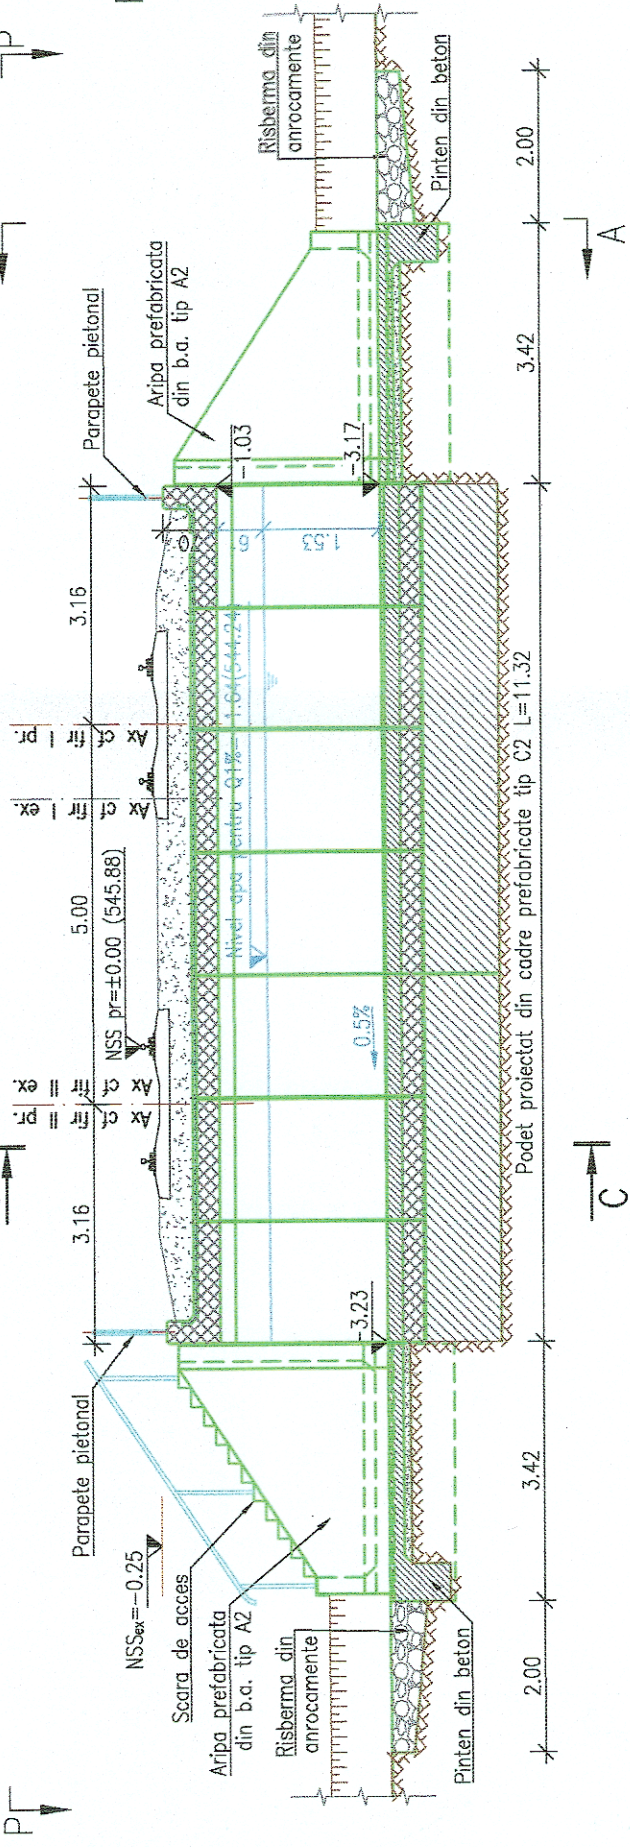 P
P
A
C
Parapete pietonal
NSSex=-0.25
Scara de acces
Aripa prefabricata
din b.a. tip A2
Risberma din
anrocamente
Pinten din beton
3.16
5.00
3.16
Ax cf fir II pr.
Ax cf fir II ex.
NSS pr=±0.00 (545.88)
Ax cf fir I ex.
Ax cf fir I pr.
Parapete pietonal
Aripa prefabricata
din b.a. tip A2
Risberma din
anrocamente
Pinten din beton
-3.23
0.5%
Nivel apa pentru Q1%
1.64(544.24)
1.53
-1.03
-3.17
Podet proiectat din cadre prefabricate tip C2 L=11.32
2.00
3.42
3.42
2.00